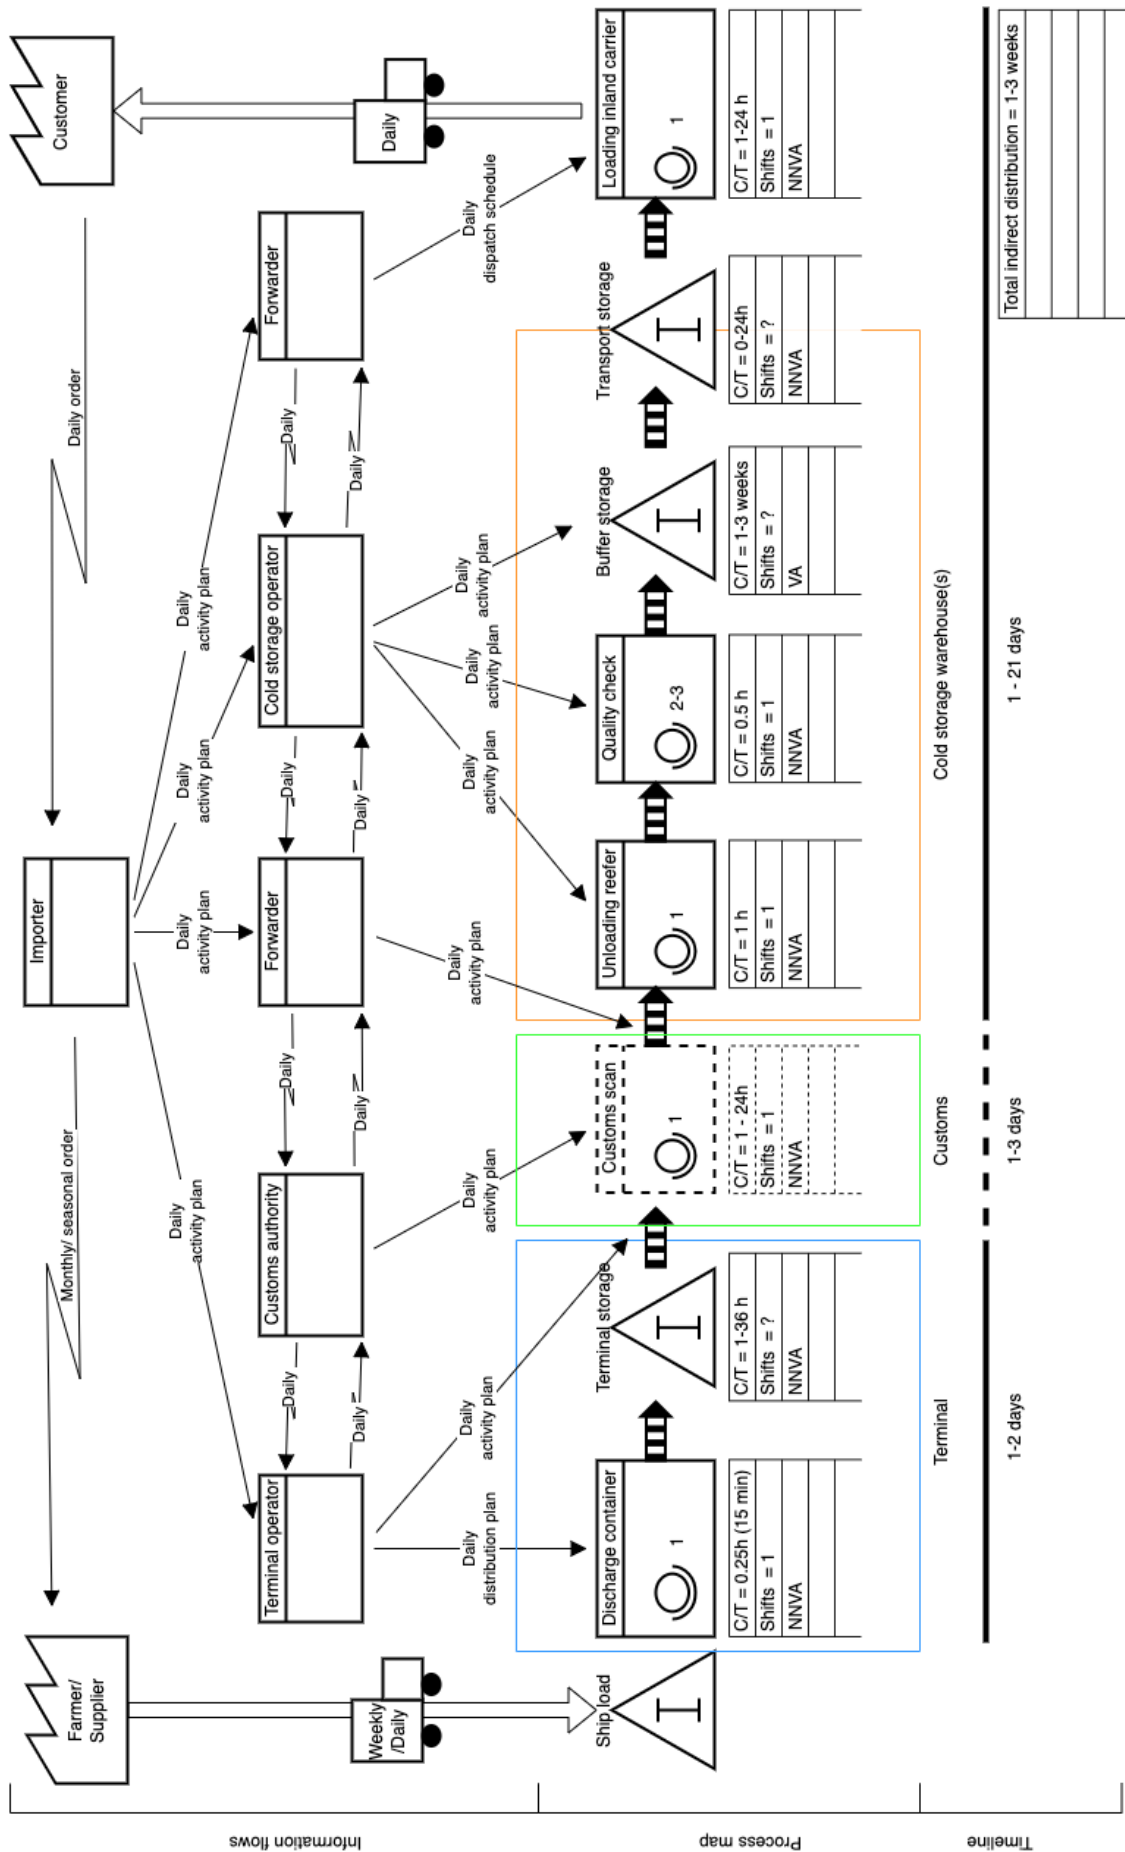 Farmer/
Supplier
Monthly/ seasonal order
Importer
Daily order
Customer
Weekly
/Daily
Daily
Daily
activity plan
Daily
activity plan
Daily
activity plan
Daily
activity plan
Terminal operator
Customs authority
Forwarder
Cold storage operator
Forwarder
Daily
Daily
Daily
Daily
Daily
Daily
Daily
Daily
Daily
distribution plan
Daily
activity plan
Daily
activity plan
Daily
activity plan
Daily
activity plan
Daily
activity plan
Daily
activity plan
Daily
dispatch schedule
Ship load
Discharge container
1
Terminal storage
Customs scan
1
Unloading reefer
1
Quality check
2-3
Buffer storage
Transport storage
Loading inland carrier
1
I
I
I
I
C/T = 0.25h (15 min)
Shifts = 1
NNVA
C/T = 1-36 h
Shifts = ?
NNVA
C/T = 1 - 24h
Shifts = 1
NNVA
C/T = 1 h
Shifts = 1
NNVA
C/T = 0.5 h
Shifts = 1
NNVA
C/T = 1-3 weeks
Shifts = ?
VA
C/T = 0-24h
Shifts = ?
NNVA
C/T = 1-24 h
Shifts = 1
NNVA
Terminal
Customs
Cold storage warehouse(s)
1-2 days
1-3 days
1 - 21 days
Total indirect distribution = 1-3 weeks
Information flows
Process map
Timeline